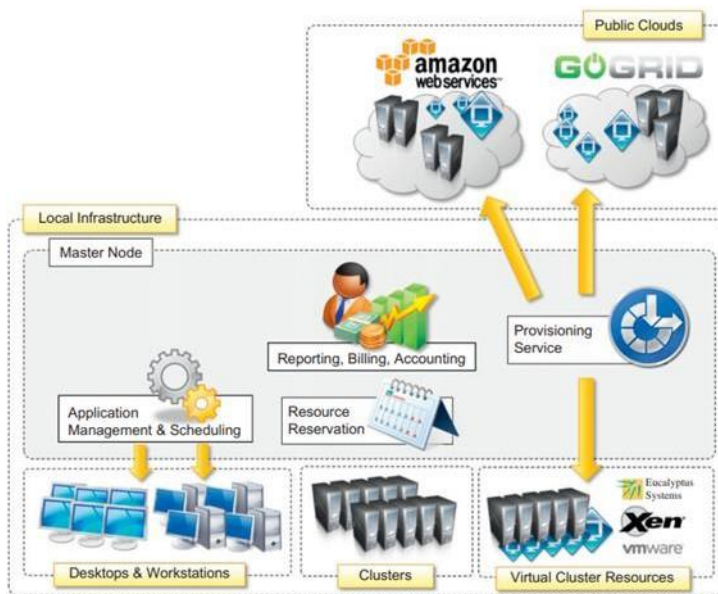 Public Clouds
amazon
webservices™
GOGRID
Local Infrastructure
Master Node
Reporting, Billing, Accounting
Provisioning
Service
Application
Management & Scheduling
Resource
Reservation
Eucalyptus
Systems
Xen
vmware
Desktops & Workstations
Clusters
Virtual Cluster Resources